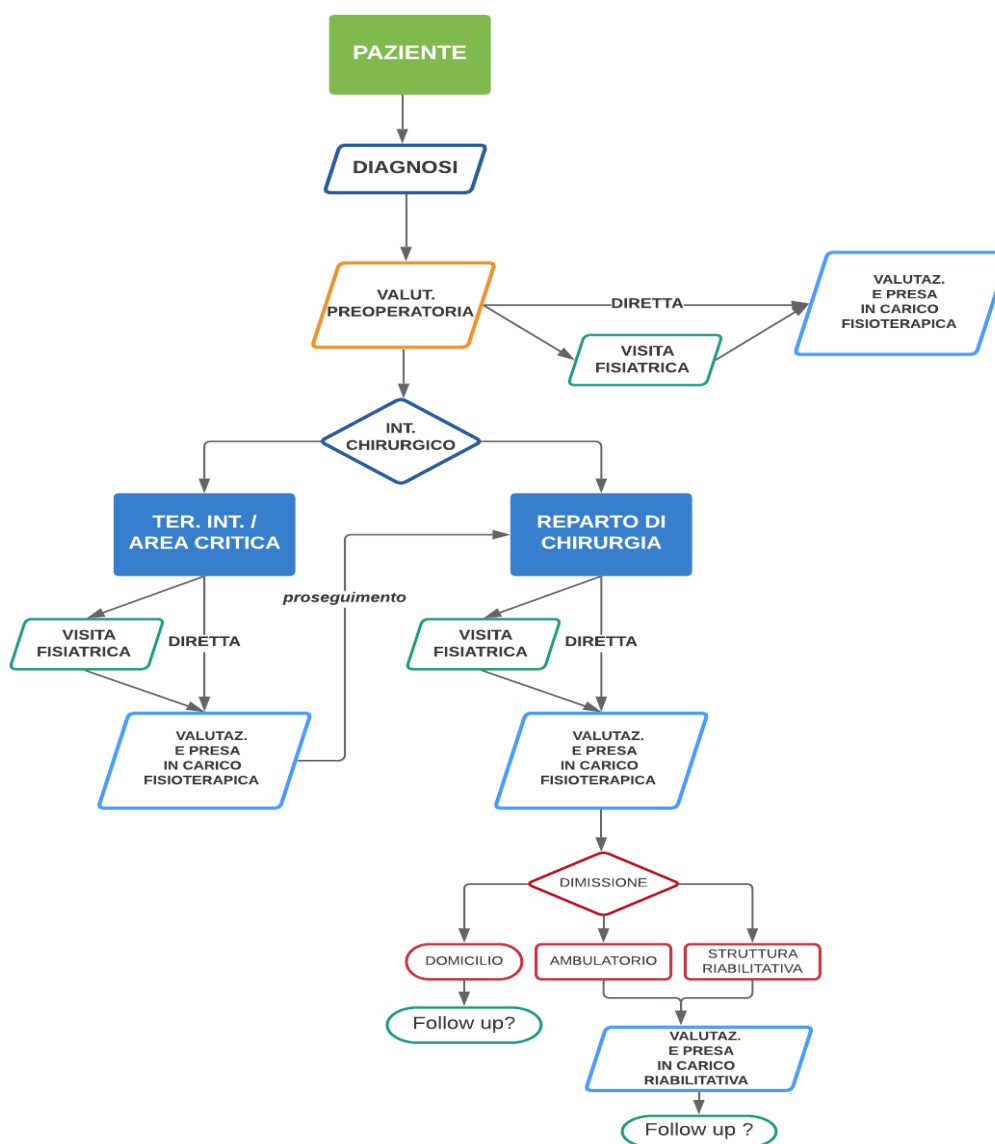 PAZIENTE
DIAGNOSI
VALUT.
PREOPERATORIA
DIRETTA
VISITA
FISIATRICA
VALUTAZ.
E PRESA
IN CARICO
FISIOTERAPICA
INT.
CHIRURGICO
TER. INT. /
AREA CRITICA
REPARTO DI
CHIRURGIA
proseguimento
VISITA
FISIATRICA
DIRETTA
VISITA
FISIATRICA
DIRETTA
VALUTAZ.
E PRESA
IN CARICO
FISIOTERAPICA
VALUTAZ.
E PRESA
IN CARICO
FISIOTERAPICA
DIMISSIONE
DOMICILIO
AMBULATORIO
STRUTTURA
RIABILITATIVA
Follow up?
VALUTAZ.
E PRESA
IN CARICO
RIABILITATIVA
Follow up ?